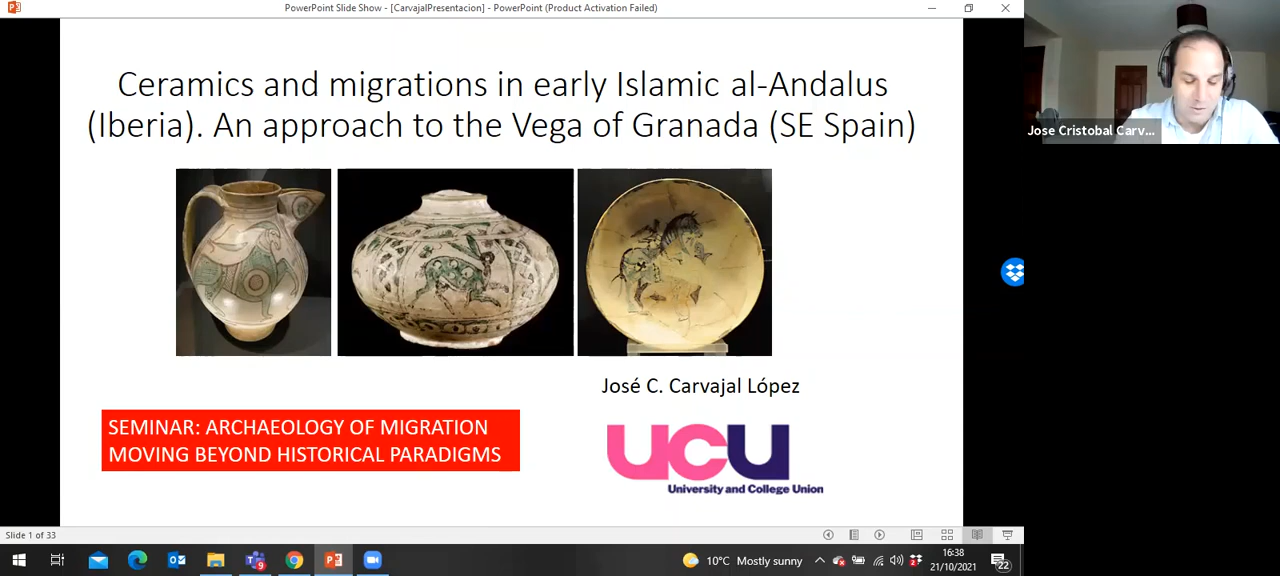 PowerPoint Slide Show - [CarvajalPresentacion] - PowerPoint (Product Activation Failed)
Ceramics and migrations in early Islamic al-Andalus
(Iberia). An approach to the Vega of Granada (SE Spain)
Jose Cristobal Carv...
José C. Carvajal López
SEMINAR: ARCHAEOLOGY OF MIGRATION
MOVING BEYOND HISTORICAL PARADIGMS
UCU
University and College Union
Slide 1 of 33
10°C Mostly sunny
16:38
21/10/2021
22
9
2